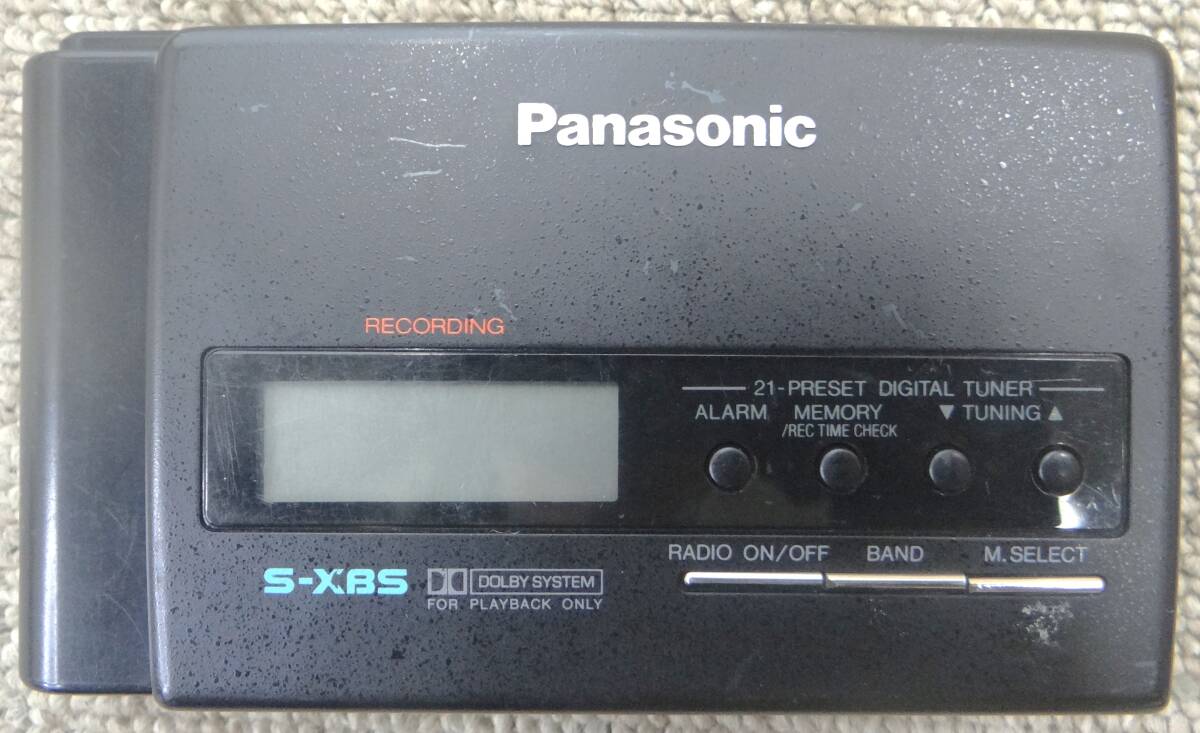 Panasonic
RECORDING
21-PRESET DIGITAL TUNER
ALARM MEMORY ▼ TUNING ▲
/REC TIME CHECK
RADIO ON/OFF BAND M.SELECT
S-XBS DOLBY SYSTEM
FOR PLAYBACK ONLY